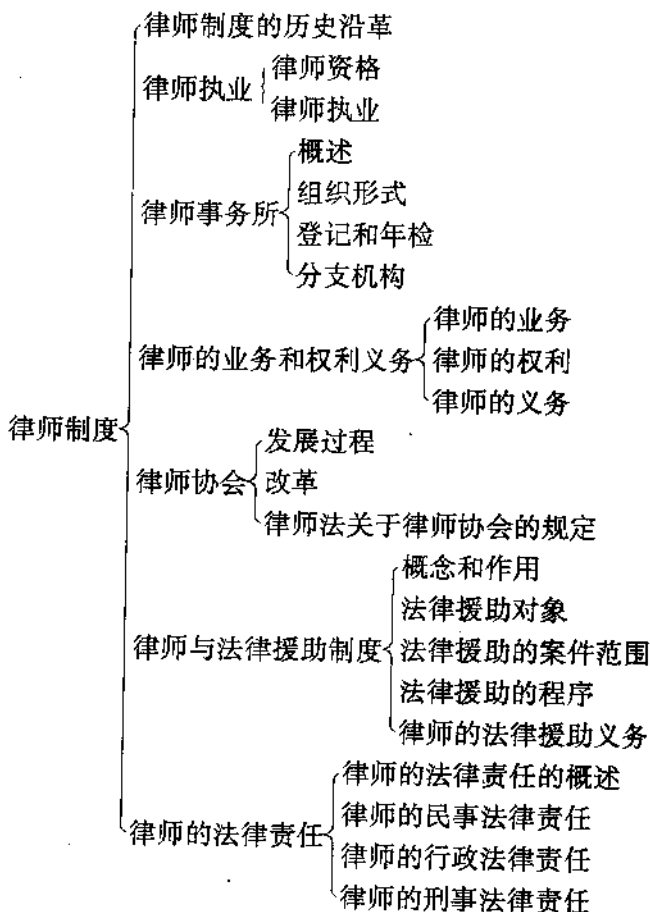 律师制度的历史沿革
律师执业
律师资格
律师执业
律师事务所
概述
组织形式
登记和年检
分支机构
律师的业务和权利义务
律师的业务
律师的权利
律师的义务
律师制度
律师协会
发展过程
改革
律师法关于律师协会的规定
律师与法律援助制度
概念和作用
法律援助对象
法律援助的案件范围
法律援助的程序
律师的法律援助义务
律师的法律责任
律师的法律责任的概述
律师的民事法律责任
律师的行政法律责任
律师的刑事法律责任